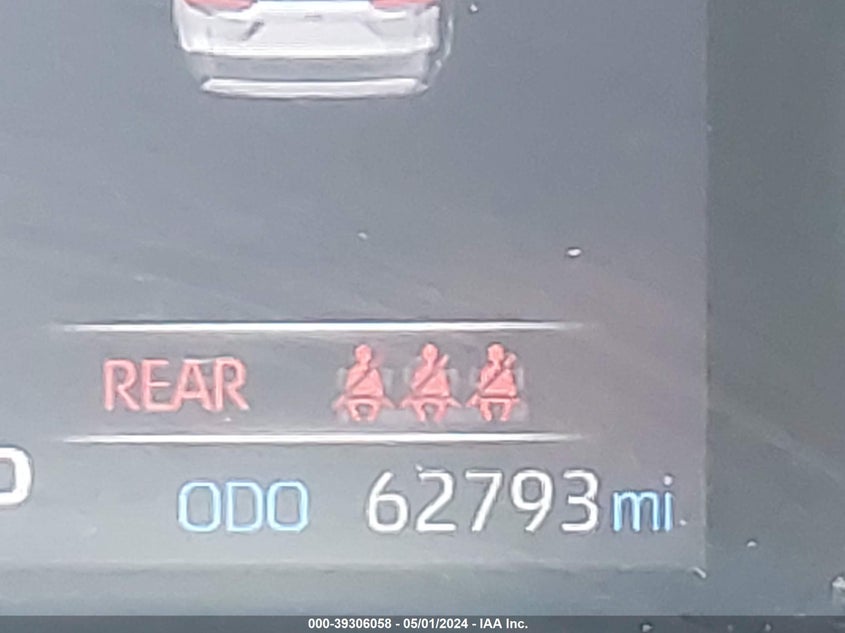 REAR
ODO 62793 mi
000-39306058 - 05/01/2024 - IAA Inc.